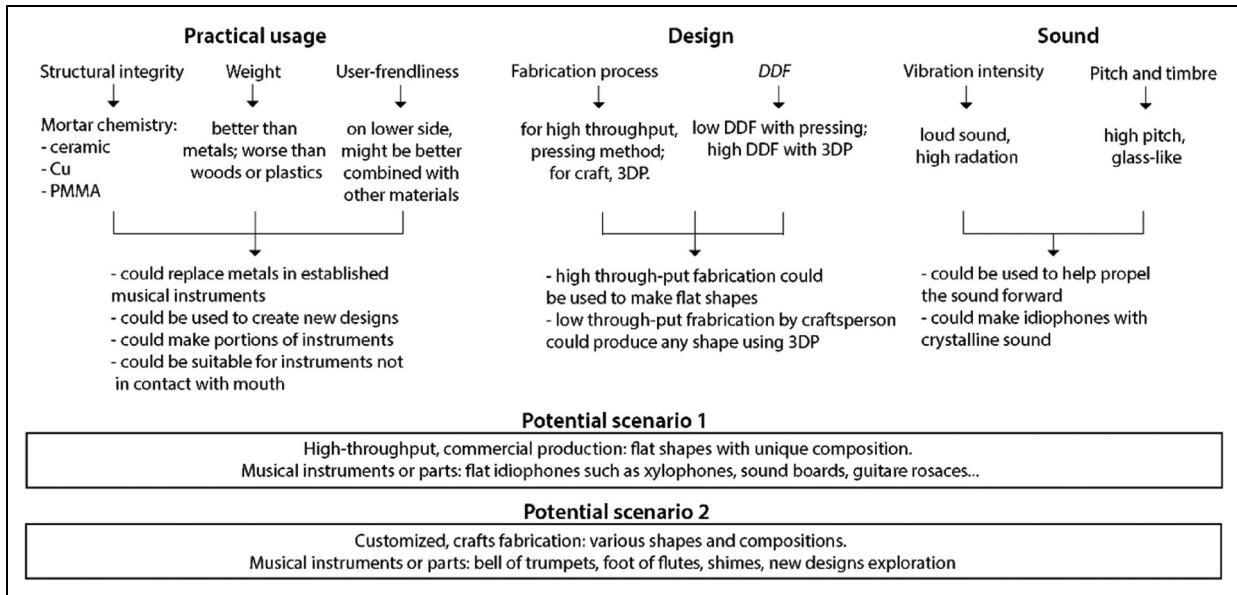 Practical usage
Structural integrity
Weight
User-frendliness
Mortar chemistry:
- ceramic
- Cu
- PMMA
better than
metals; worse than
woods or plastics
on lower side,
might be better
combined with
other materials
- could replace metals in established
musical instruments
- could be used to create new designs
- could make portions of instruments
- could be suitable for instruments not
in contact with mouth
Design
Fabrication process
DDF
for high throughput,
pressing method;
for craft, 3DP.
low DDF with pressing;
high DDF with 3DP
- high through-put fabrication could
be used to make flat shapes
- low through-put frabrication by craftsperson
could produce any shape using 3DP
Sound
Vibration intensity
Pitch and timbre
loud sound,
high radation
high pitch,
glass-like
- could be used to help propel
the sound forward
- could make idiophones with
crystalline sound
Potential scenario 1
High-throughput, commercial production: flat shapes with unique composition.
Musical instruments or parts: flat idiophones such as xylophones, sound boards, guitare rosaces...
Potential scenario 2
Customized, crafts fabrication: various shapes and compositions.
Musical instruments or parts: bell of trumpets, foot of flutes, shimes, new designs exploration